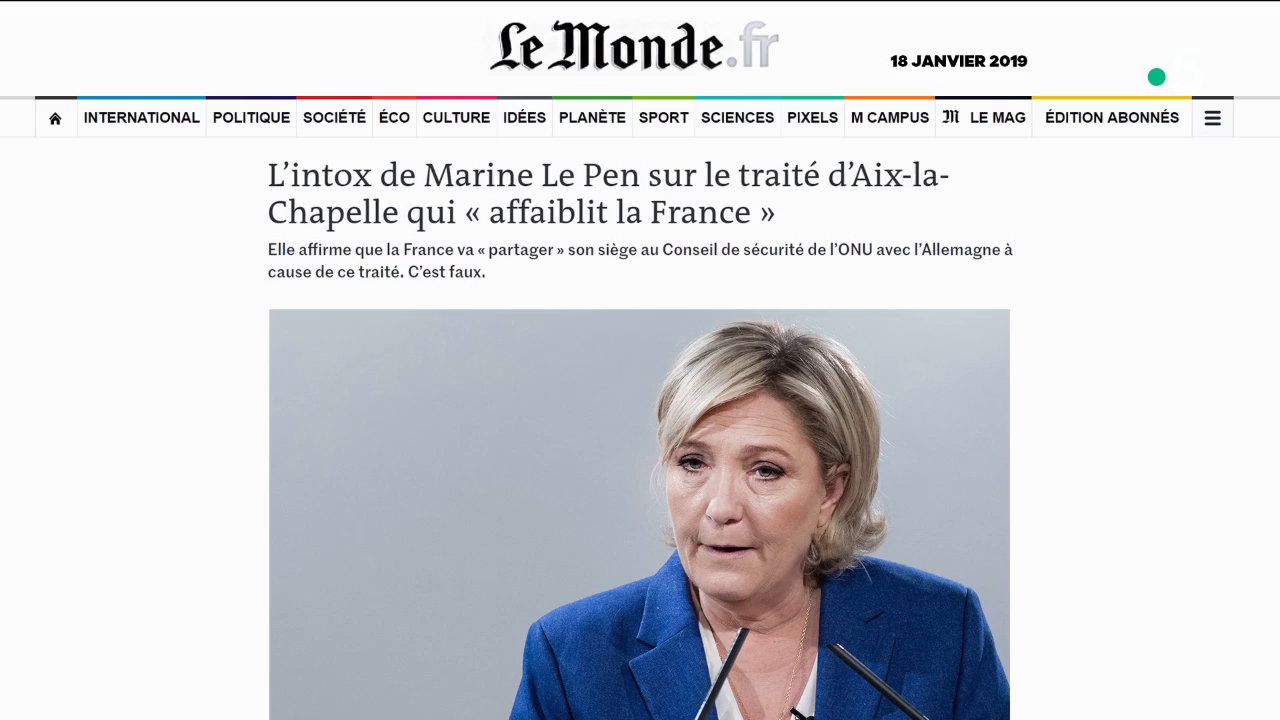 Le Monde.fr
18 JANVIER 2019
INTERNATIONAL POLITIQUE SOCIÉTÉ ÉCO CULTURE IDÉES PLANÈTE SPORT SCIENCES PIXELS M CAMPUS M LE MAG ÉDITION ABONNÉS
L’intox de Marine Le Pen sur le traité d’Aix-la-
Chapelle qui « affaiblit la France »
Elle affirme que la France va « partager » son siège au Conseil de sécurité de l’ONU avec l’Allemagne à
cause de ce traité. C’est faux.